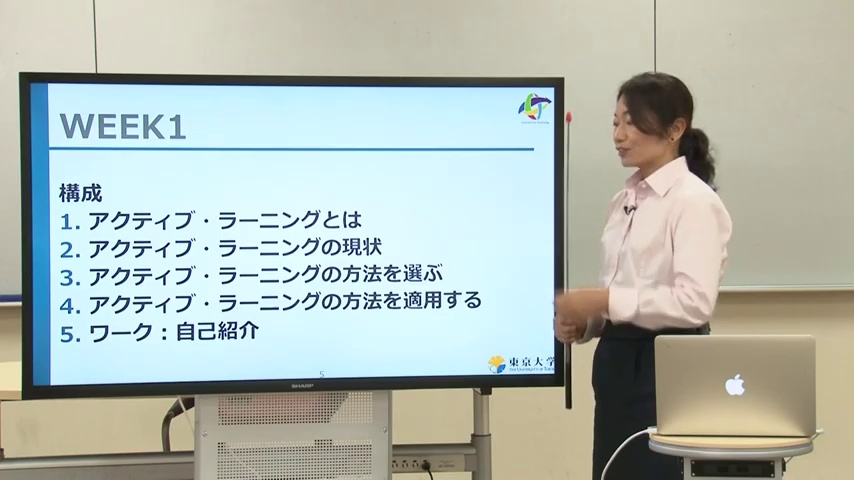 WEEK1
構成
1. アクティブ・ラーニングとは
2. アクティブ・ラーニングの現状
3. アクティブ・ラーニングの方法を選ぶ
4. アクティブ・ラーニングの方法を適用する
5. ワーク：自己紹介
5
東京大学
SHARP